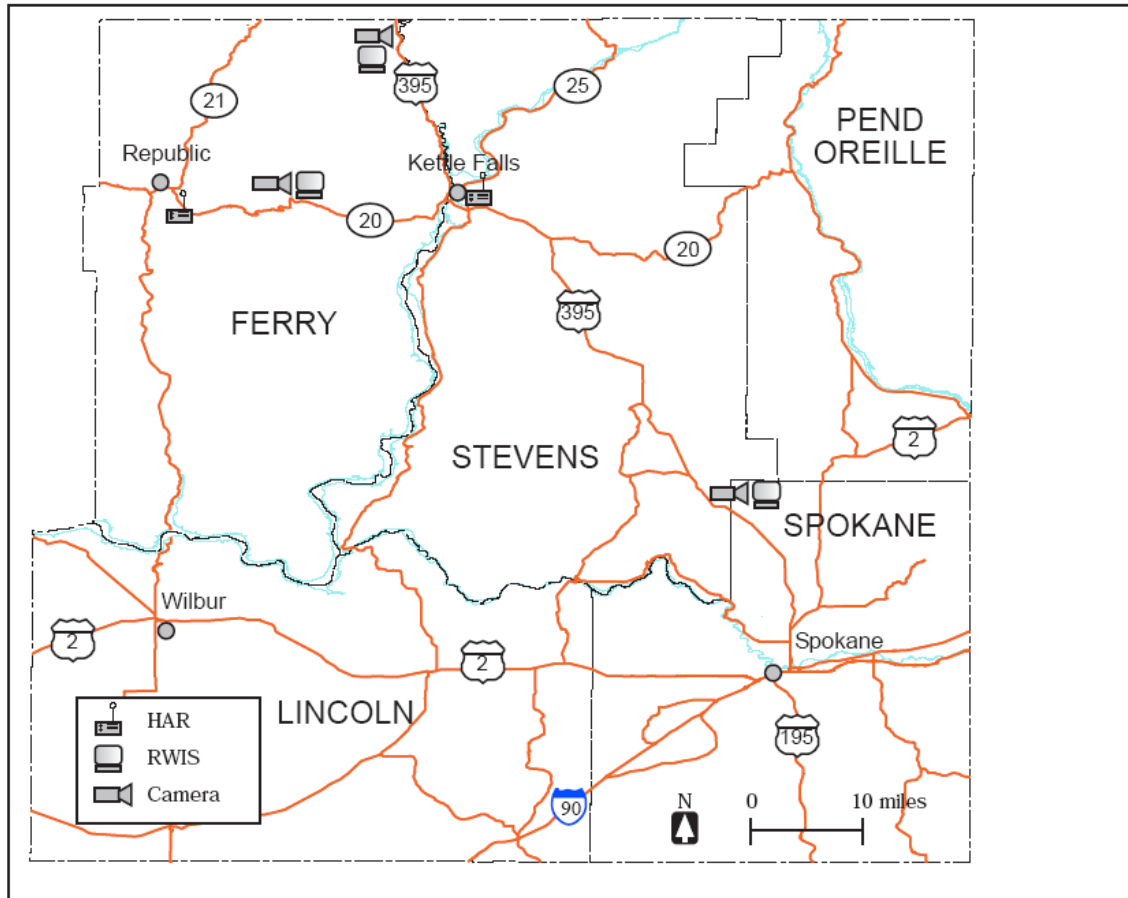 395
25
21
PEND
OREILLE
Republic
Kettle Falls
20
20
395
FERRY
2
STEVENS
SPOKANE
Wilbur
2
Spokane
2
HAR
LINCOLN
195
RWIS
Camera
90
N
0
10 miles